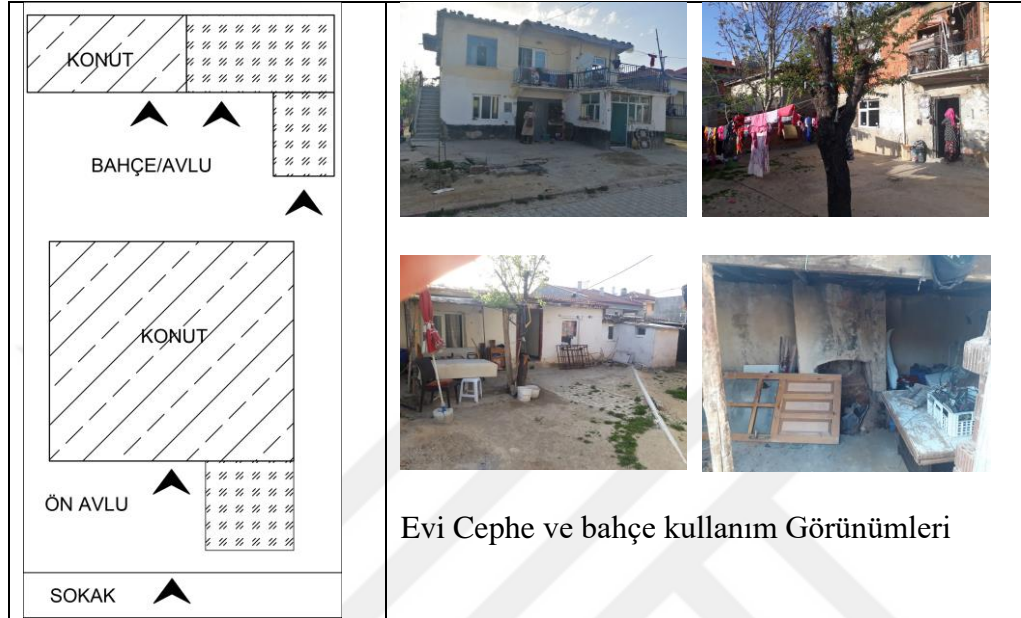 KONUT
BAHÇE/AVLU
KONUT
ÖN AVLU
SOKAK
Evi Cephe ve bahçe kullanım Görünümleri